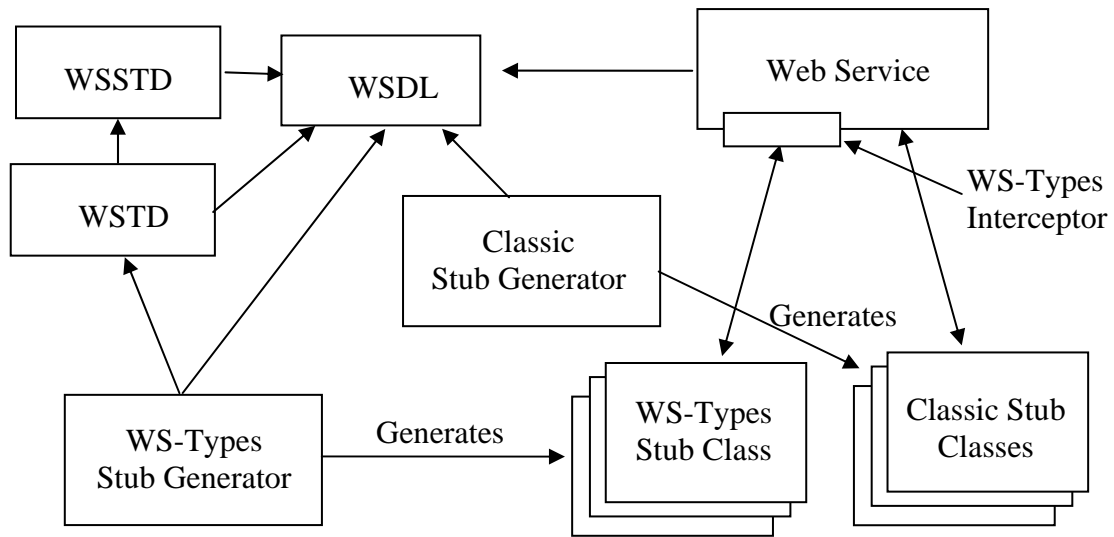 WSSTD
WSDL
Web Service
WSTD
WS-Types
Interceptor
Classic
Stub Generator
Generates
WS-Types
Stub Generator
Generates
WS-Types
Stub Class
Classic Stub
Classes